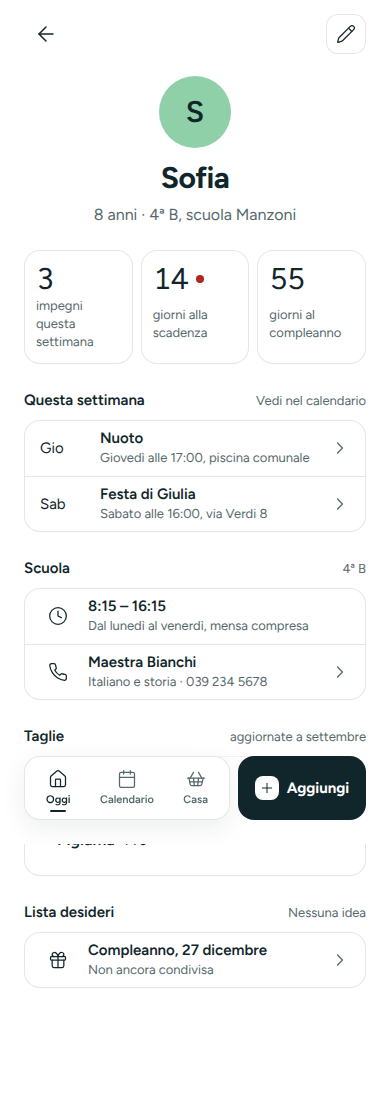 S
Sofia
8 anni · 4ª B, scuola Manzoni
3
impegni
questa
settimana
14
giorni alla
scadenza
55
giorni al
compleanno
Questa settimana
Vedi nel calendario
Gio
Nuoto
Giovedì alle 17:00, piscina comunale
Sab
Festa di Giulia
Sabato alle 16:00, via Verdi 8
Scuola
4ª B
8:15 – 16:15
Dal lunedì al venerdì, mensa compresa
Maestra Bianchi
Italiano e storia · 039 234 5678
Taglie
aggiornate a settembre
Oggi
Calendario
Casa
Aggiungi
Lista desideri
Nessuna idea
Compleanno, 27 dicembre
Non ancora condivisa